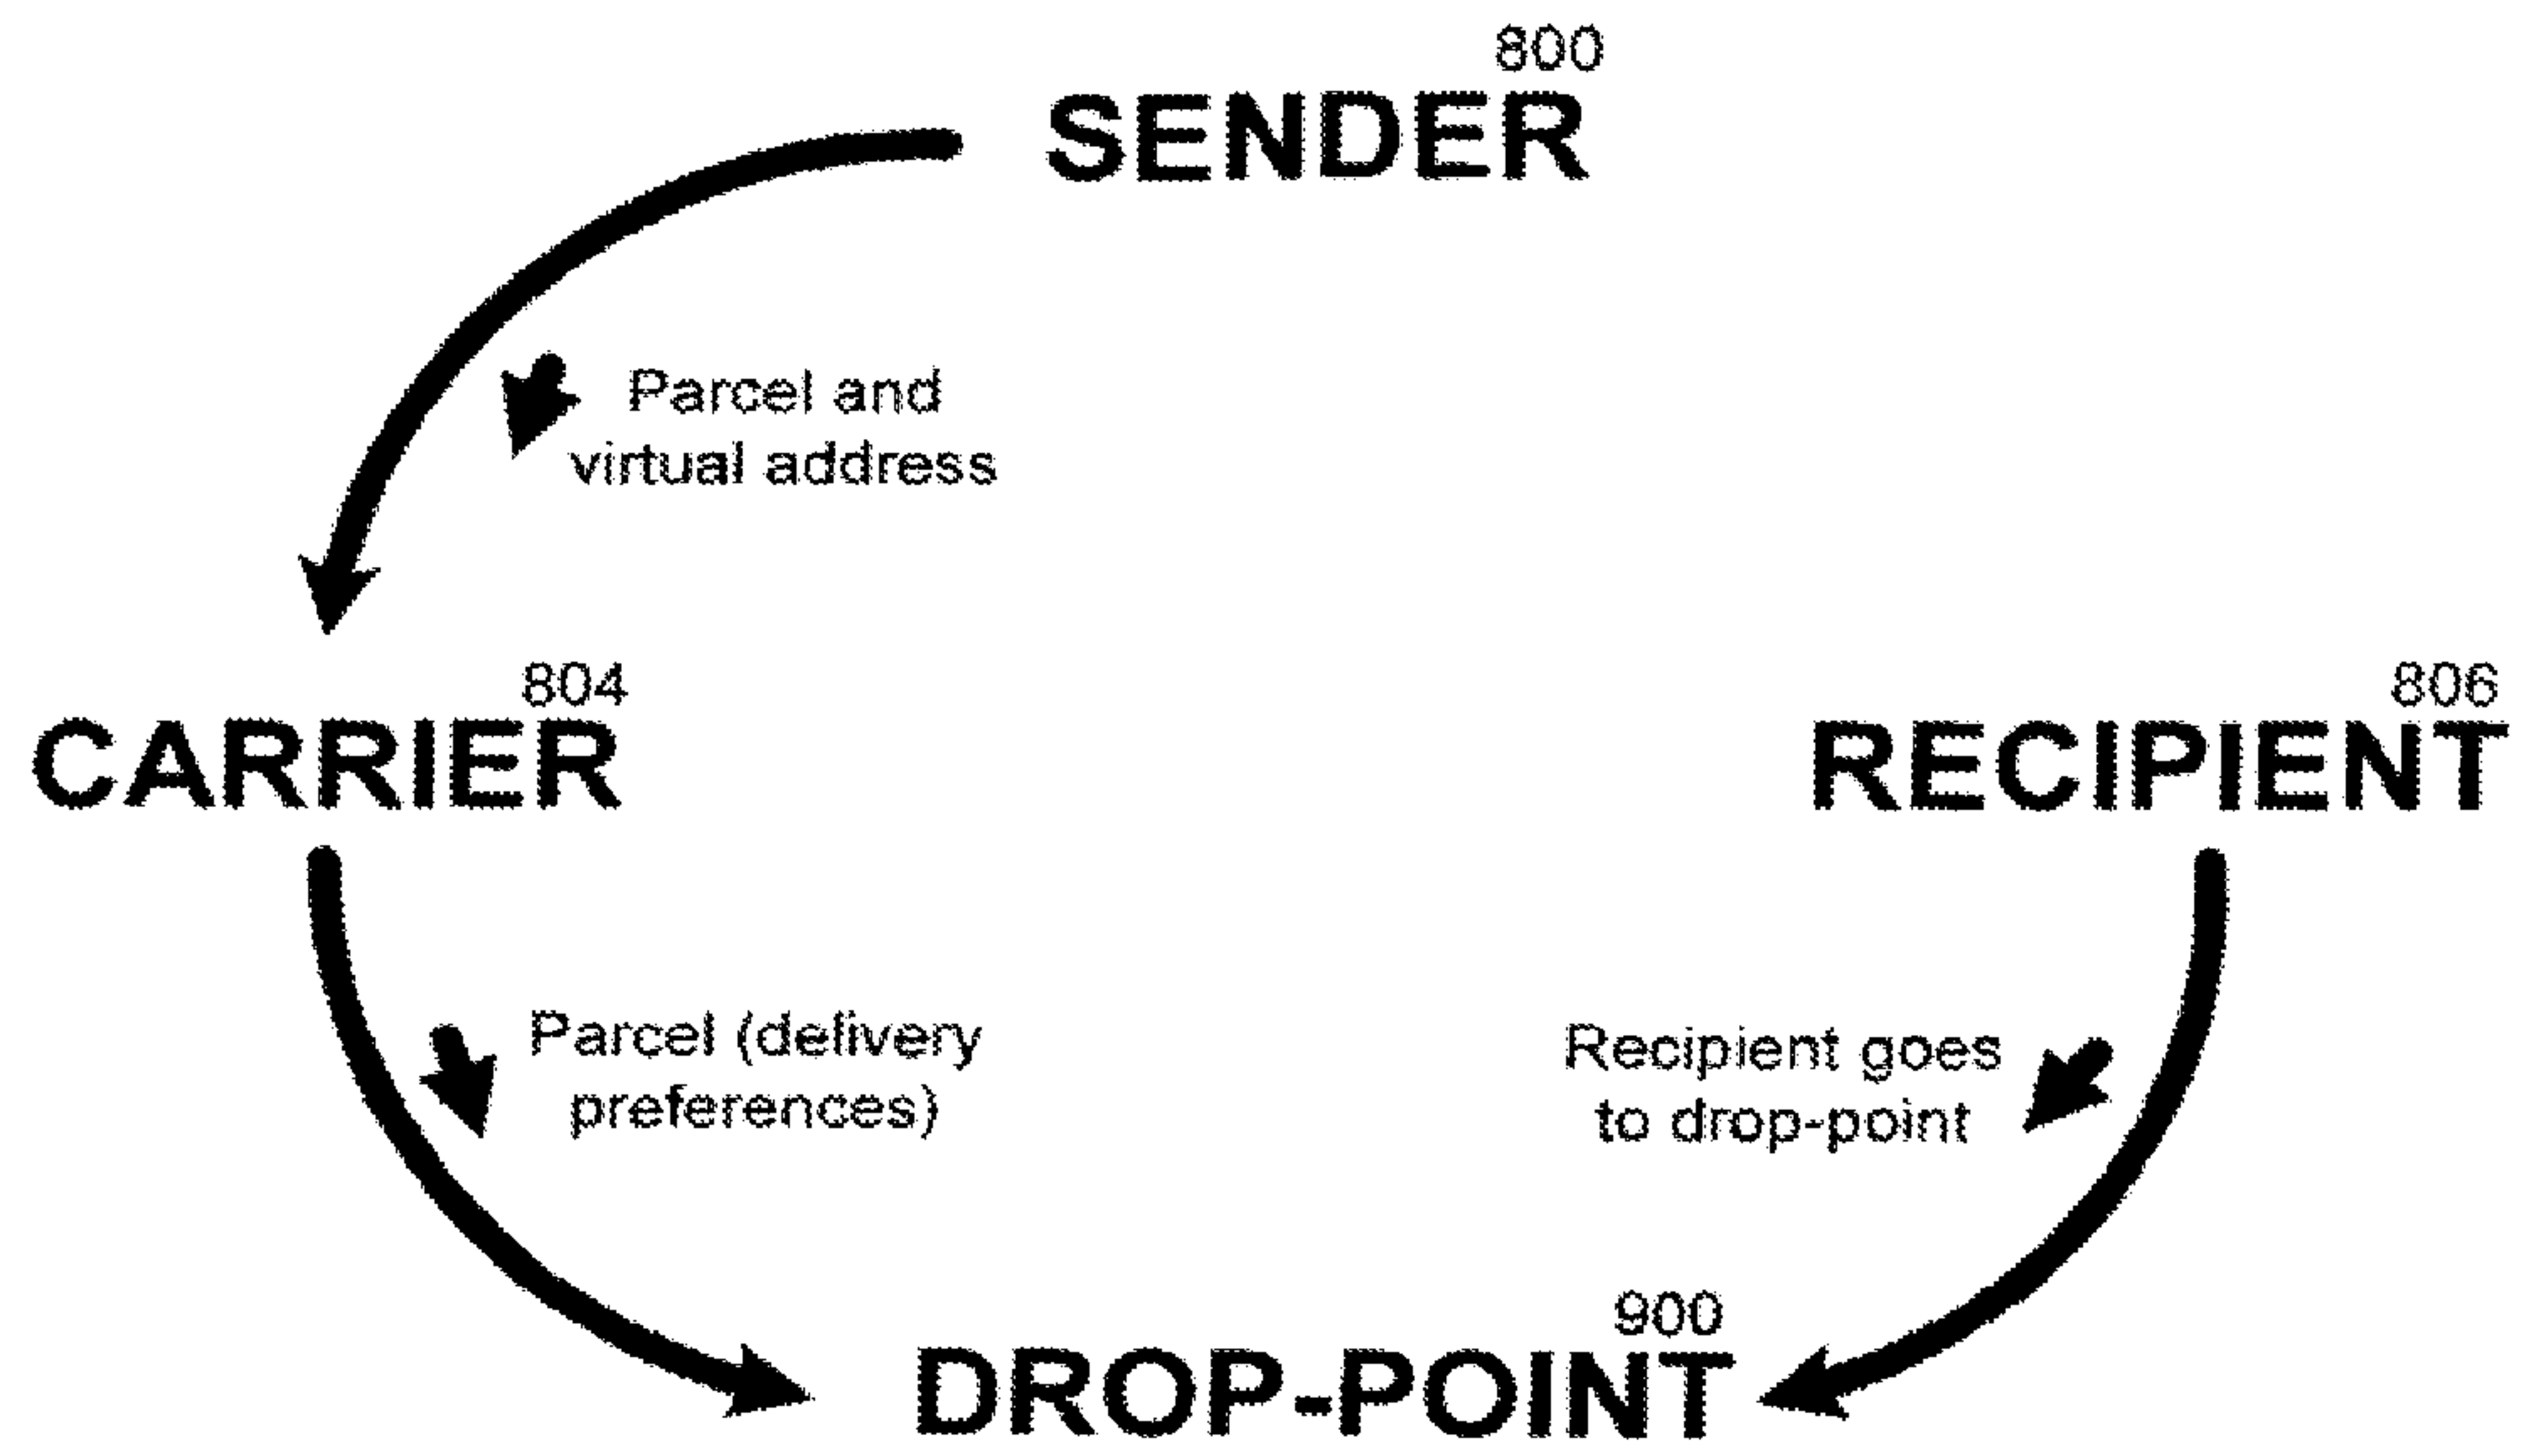 800
SENDER
Parcel and
virtual address
804
CARRIER
806
RECIPIENT
Parcel (delivery
preferences)
Recipient goes
to drop-point
900
DROP-POINT